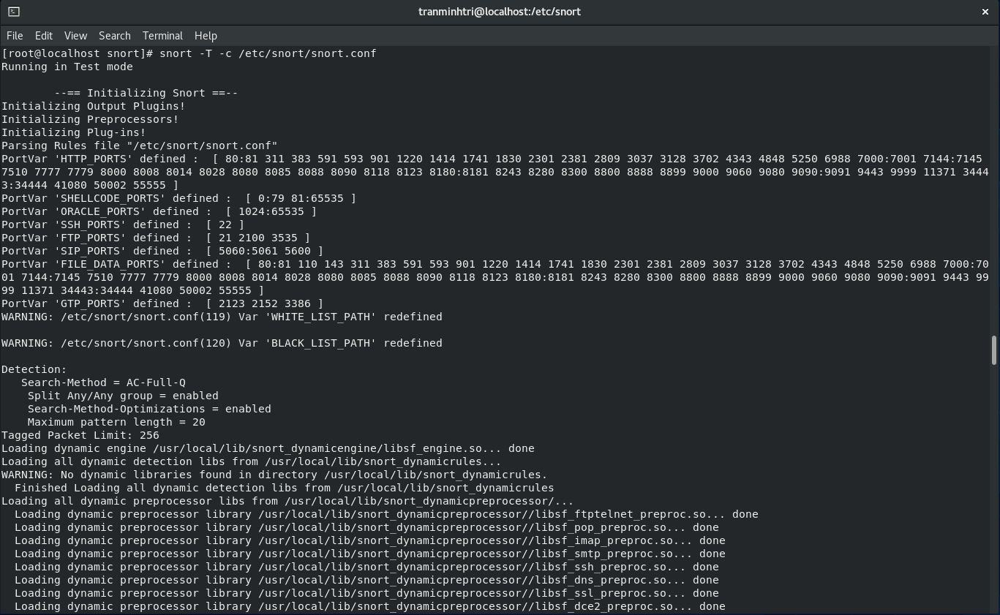 tranminhtri@localhost:/etc/snort
File Edit View Search Terminal Help
[root@localhost snort]# snort -T -c /etc/snort/snort.conf
Running in Test mode
--== Initializing Snort ==--
Initializing Output Plugins!
Initializing Preprocessors!
Initializing Plug-ins!
Parsing Rules file "/etc/snort/snort.conf"
PortVar 'HTTP_PORTS' defined :  [ 80:81 311 383 591 593 901 1220 1414 1741 1830 2301 2381 2809 3037 3128 3702 4343 4848 5250 6988 7000:7001 7144:7145
7510 7777 7779 8000 8008 8014 8028 8080 8085 8088 8090 8118 8123 8180:8181 8243 8280 8300 8800 8888 8899 9000 9060 9080 9090:9091 9443 9999 11371 3444
3:34444 41080 50002 55555 ]
PortVar 'SHELLCODE_PORTS' defined :  [ 0:79 81:65535 ]
PortVar 'ORACLE_PORTS' defined :  [ 1024:65535 ]
PortVar 'SSH_PORTS' defined :  [ 22 ]
PortVar 'FTP_PORTS' defined :  [ 21 2100 3535 ]
PortVar 'SIP_PORTS' defined :  [ 5060:5061 5600 ]
PortVar 'FILE_DATA_PORTS' defined :  [ 80:81 110 143 311 383 591 593 901 1220 1414 1741 1830 2301 2381 2809 3037 3128 3702 4343 4848 5250 6988 7000:70
01 7144:7145 7510 7777 7779 8000 8008 8014 8028 8080 8085 8088 8090 8118 8123 8180:8181 8243 8280 8300 8800 8888 8899 9000 9060 9080 9090:9091 9443 99
99 11371 34443:34444 41080 50002 55555 ]
PortVar 'GTP_PORTS' defined :  [ 2123 2152 3386 ]
WARNING: /etc/snort/snort.conf(119) Var 'WHITE_LIST_PATH' redefined
WARNING: /etc/snort/snort.conf(120) Var 'BLACK_LIST_PATH' redefined
Detection:
Search-Method = AC-Full-Q
Split Any/Any group = enabled
Search-Method-Optimizations = enabled
Maximum pattern length = 20
Tagged Packet Limit: 256
Loading dynamic engine /usr/local/lib/snort_dynamicengine/libsf_engine.so... done
Loading all dynamic detection libs from /usr/local/lib/snort_dynamicrules...
WARNING: No dynamic libraries found in directory /usr/local/lib/snort_dynamicrules.
Finished Loading all dynamic detection libs from /usr/local/lib/snort_dynamicrules
Loading all dynamic preprocessor libs from /usr/local/lib/snort_dynamicpreprocessor/...
Loading dynamic preprocessor library /usr/local/lib/snort_dynamicpreprocessor//libsf_ftptelnet_preproc.so... done
Loading dynamic preprocessor library /usr/local/lib/snort_dynamicpreprocessor//libsf_pop_preproc.so... done
Loading dynamic preprocessor library /usr/local/lib/snort_dynamicpreprocessor//libsf_imap_preproc.so... done
Loading dynamic preprocessor library /usr/local/lib/snort_dynamicpreprocessor//libsf_smtp_preproc.so... done
Loading dynamic preprocessor library /usr/local/lib/snort_dynamicpreprocessor//libsf_ssh_preproc.so... done
Loading dynamic preprocessor library /usr/local/lib/snort_dynamicpreprocessor//libsf_dns_preproc.so... done
Loading dynamic preprocessor library /usr/local/lib/snort_dynamicpreprocessor//libsf_ssl_preproc.so... done
Loading dynamic preprocessor library /usr/local/lib/snort_dynamicpreprocessor//libsf_dce2_preproc.so... done